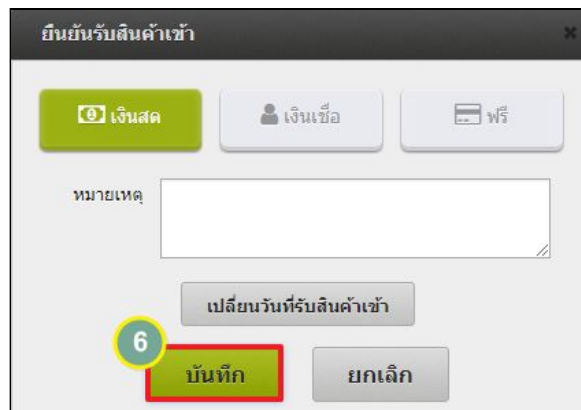 ยืนยันรับสินค้าเข้า
เงินสด เงินเชื่อ ฟรี
หมายเหตุ
เปลี่ยนวันที่รับสินค้าเข้า
6
บันทึก ยกเลิก